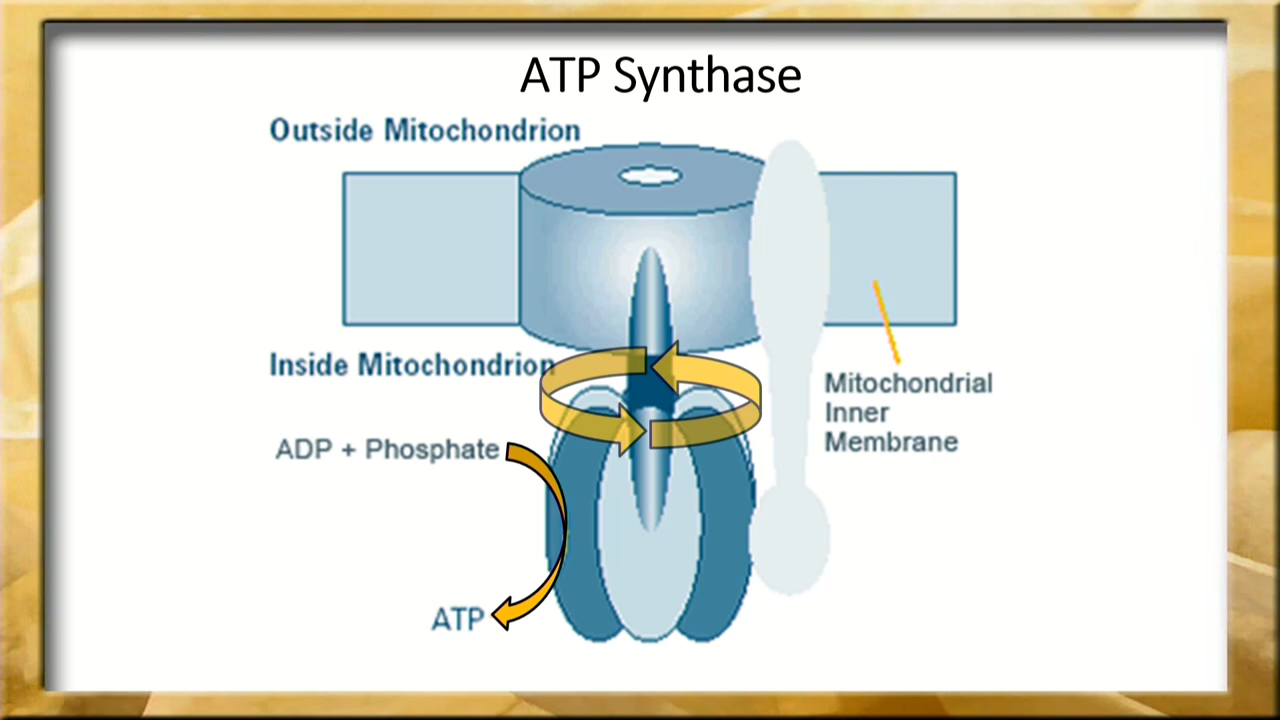 ATP Synthase
Outside Mitochondrion
Inside Mitochondrion
Mitochondrial
Inner
Membrane
ADP + Phosphate
ATP